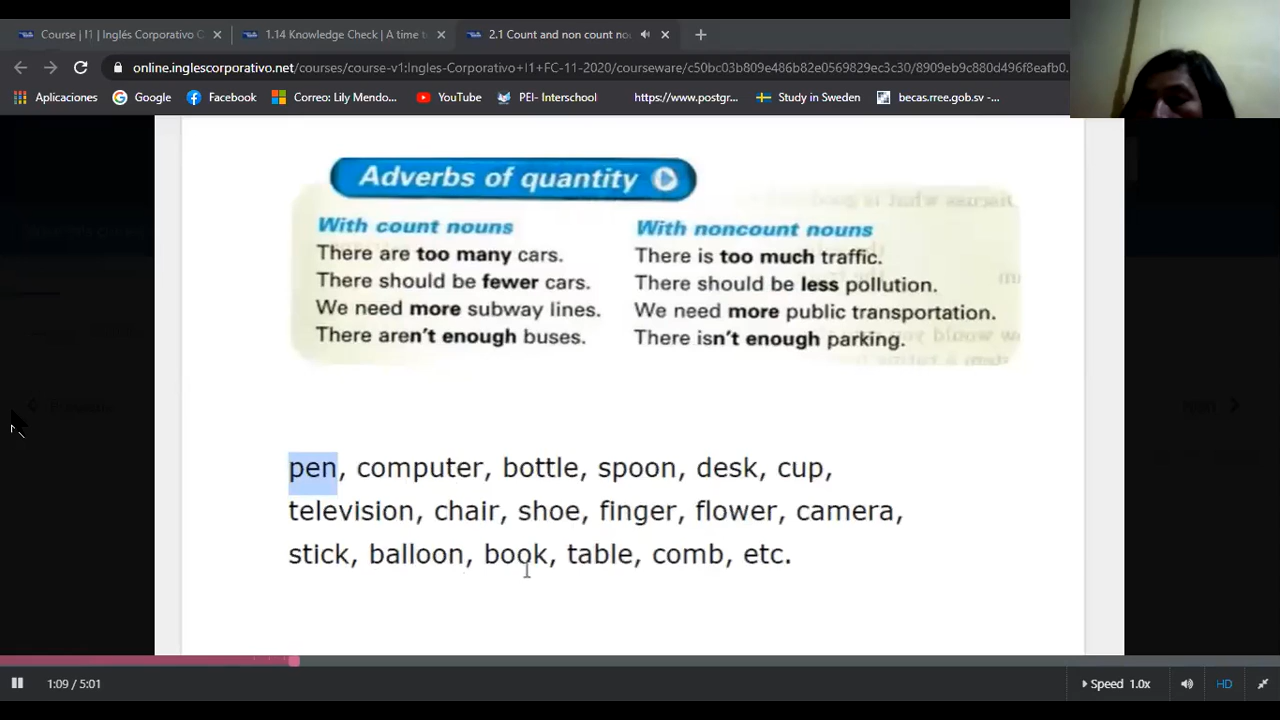 Course | I1 | Inglés Corporativo C
1.14 Knowledge Check | A time t
2.1 Count and non count nou
online.inglescorporativo.net/courses/course-v1:Ingles-Corporativo+I1+FC-11-2020/courseware/c50bc03b809e486b82e0569829ec3c30/8909eb9c880d496f8eafb0.
Aplicaciones
Google
Facebook
Correo: Lily Mendo...
YouTube
PEI- Interschool
https://www.postgr...
Study in Sweden
becas.rree.gob.sv -...
Adverbs of quantity
With count nouns
There are too many cars.
There should be fewer cars.
We need more subway lines.
There aren't enough buses.
With noncount nouns
There is too much traffic.
There should be less pollution.
We need more public transportation.
There isn't enough parking.
pen, computer, bottle, spoon, desk, cup,
television, chair, shoe, finger, flower, camera,
stick, balloon, book, table, comb, etc.
1:09 / 5:01
Speed 1.0x
HD